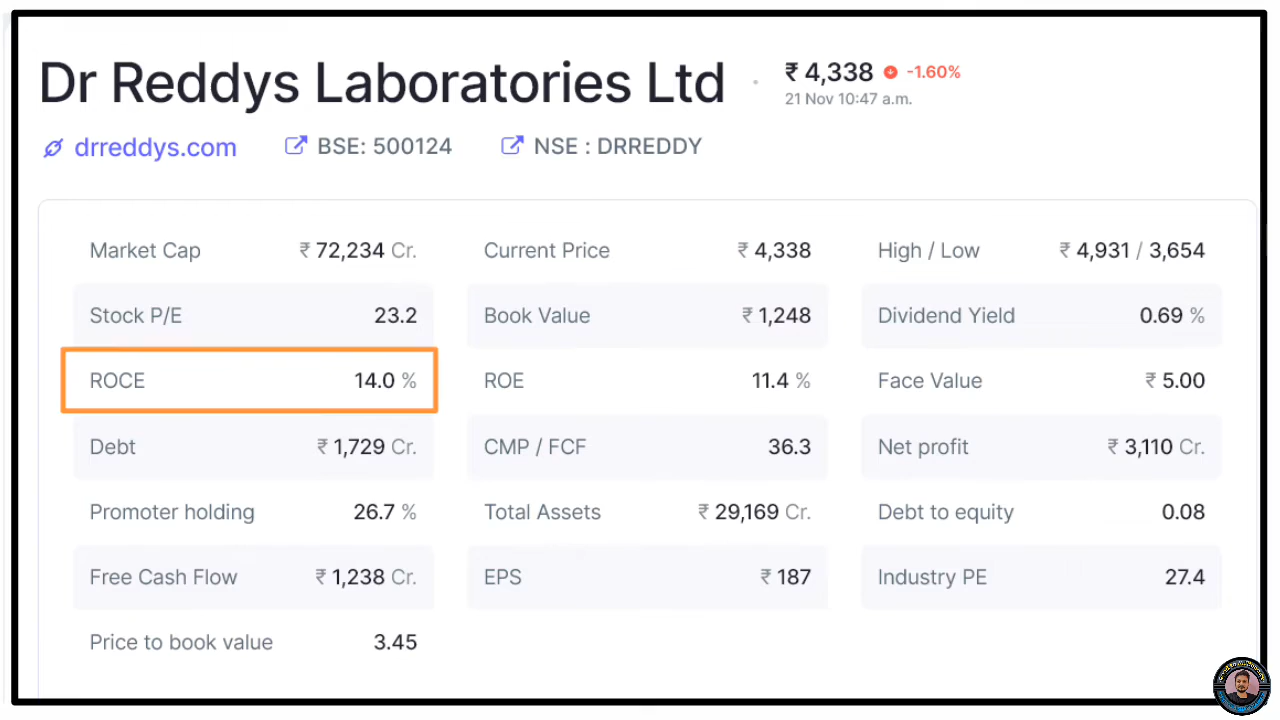 Dr Reddys Laboratories Ltd
₹ 4,338 -1.60%
21 Nov 10:47 a.m.
drreddys.com BSE: 500124 NSE : DRREDDY
Market Cap ₹ 72,234 Cr. Current Price ₹ 4,338 High / Low ₹ 4,931 / 3,654
Stock P/E 23.2 Book Value ₹ 1,248 Dividend Yield 0.69 %
ROCE 14.0 % ROE 11.4 % Face Value ₹ 5.00
Debt ₹ 1,729 Cr. CMP / FCF 36.3 Net profit ₹ 3,110 Cr.
Promoter holding 26.7 % Total Assets ₹ 29,169 Cr. Debt to equity 0.08
Free Cash Flow ₹ 1,238 Cr. EPS ₹ 187 Industry PE 27.4
Price to book value 3.45